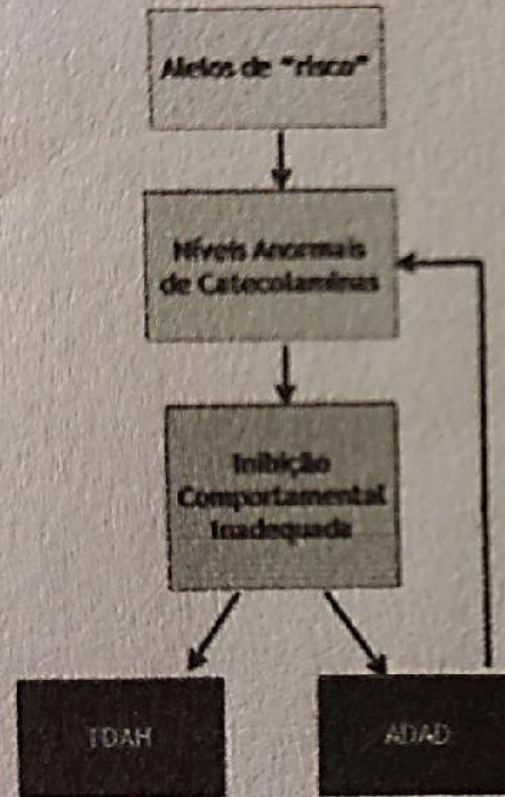 Alelos de "risco"
Níveis Anormais
de Catecolaminas
Inibição
Comportamental
Inadequada
TDAH
ADAD